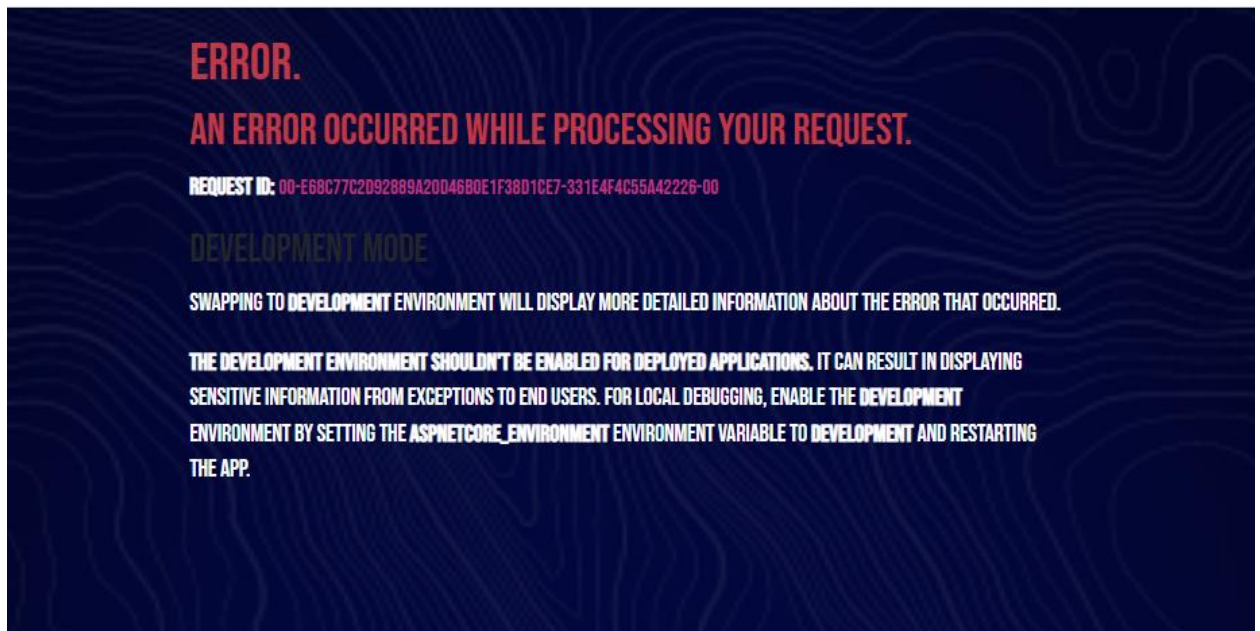 ERROR.
AN ERROR OCCURRED WHILE PROCESSING YOUR REQUEST.
REQUEST ID: 00-E68C77C2D92889A20D46B0E1F38D1CE7-331E4F4C55A42226-00
DEVELOPMENT MODE
SWAPPING TO DEVELOPMENT ENVIRONMENT WILL DISPLAY MORE DETAILED INFORMATION ABOUT THE ERROR THAT OCCURRED.
THE DEVELOPMENT ENVIRONMENT SHOULDN'T BE ENABLED FOR DEPLOYED APPLICATIONS. IT CAN RESULT IN DISPLAYING
SENSITIVE INFORMATION FROM EXCEPTIONS TO END USERS. FOR LOCAL DEBUGGING, ENABLE THE DEVELOPMENT
ENVIRONMENT BY SETTING THE ASPNETCORE_ENVIRONMENT ENVIRONMENT VARIABLE TO DEVELOPMENT AND RESTARTING
THE APP.